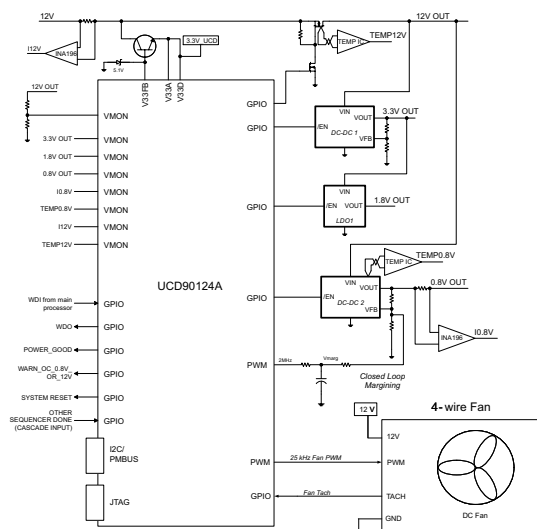 12V
12V OUT
I12V
INA196
3.3V_UCD
5.1V
TEMP IC
TEMP12V
12V OUT
V33FB
V33A
V33D
GPIO
VMON
GPIO
VIN
VOUT
3.3V OUT
/EN
DC-DC 1
VFB
3.3V OUT
VMON
1.8V OUT
VMON
0.8V OUT
VMON
I0.8V
VMON
TEMP0.8V
VMON
I12V
VMON
TEMP12V
VMON
GPIO
VIN
/EN
VOUT
1.8V OUT
LDO1
UCD90124A
TEMP IC
TEMP0.8V
VIN
GPIO
/EN
VOUT
0.8V OUT
DC-DC 2
VFB
INA196
I0.8V
WDI from main
processor
GPIO
WDO
GPIO
POWER_GOOD
GPIO
WARN_OC_0.8V_
OR_12V
GPIO
SYSTEM RESET
GPIO
OTHER
SEQUENCER DONE
(CASCADE INPUT)
GPIO
PWM
2MHz
Vmarg
Closed Loop
Margining
I2C/
PMBUS
JTAG
12 V
4-wire Fan
12V
PWM
25 kHz Fan PWM
PWM
GPIO
Fan Tach
TACH
GND
DC Fan